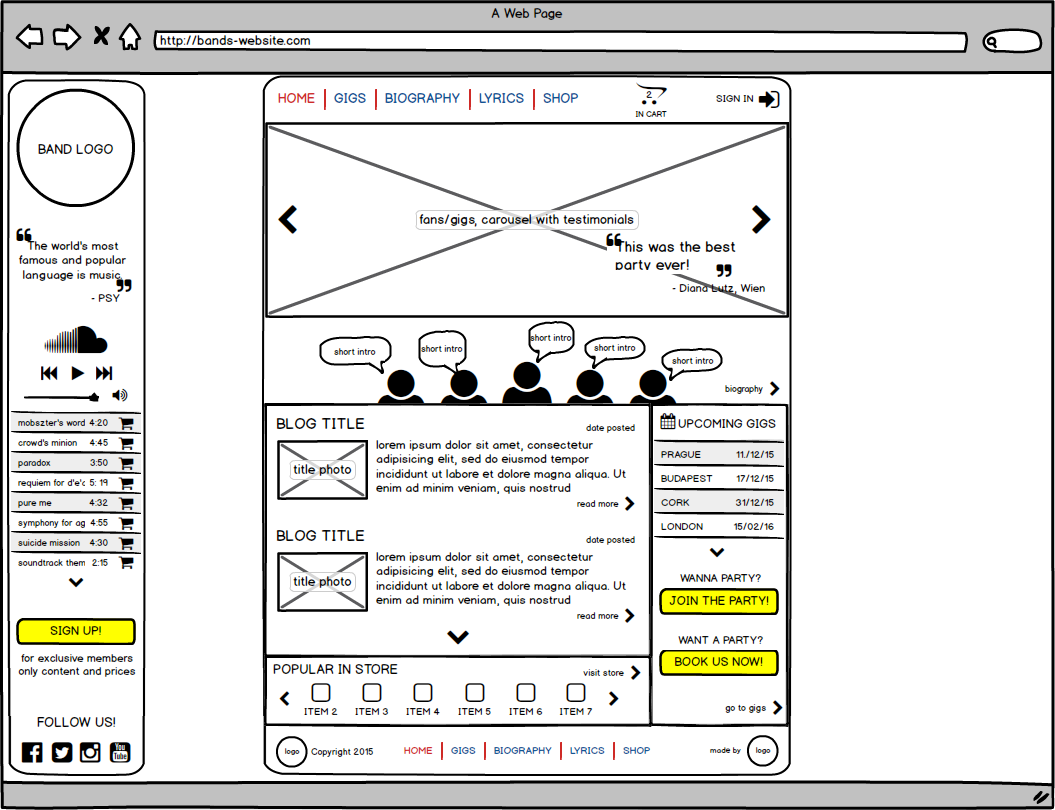 A Web Page
http://bands-website.com
BAND LOGO
❝The world's most
famous and popular
language is music❞
- PSY
mobszter's word 4:20
crowd's minion 4:45
paradox 3:50
requiem for d'e'c 5: 19
pure me 4:32
symphony for ag 4:55
suicide mission 4:30
soundtrack them 2:15
SIGN UP!
for exclusive members
only content and prices
FOLLOW US!
You
Tube
HOME | GIGS | BIOGRAPHY | LYRICS | SHOP
2
IN CART
SIGN IN
fans/gigs, carousel with testimonials
❝This was the best
party ever! ❞
- Diana Lutz, Wien
short intro
short intro
short intro
short intro
short intro
biography
BLOG TITLE
date posted
title photo
lorem ipsum dolor sit amet, consectetur
adipisicing elit, sed do eiusmod tempor
incididunt ut labore et dolore magna aliqua. Ut
enim ad minim veniam, quis nostrud
read more
BLOG TITLE
date posted
title photo
lorem ipsum dolor sit amet, consectetur
adipisicing elit, sed do eiusmod tempor
incididunt ut labore et dolore magna aliqua. Ut
enim ad minim veniam, quis nostrud
read more
UPCOMING GIGS
PRAGUE 11/12/15
BUDAPEST 17/12/15
CORK 31/12/15
LONDON 15/02/16
WANNA PARTY?
JOIN THE PARTY!
WANT A PARTY?
BOOK US NOW!
go to gigs
POPULAR IN STORE
visit store
ITEM 2 ITEM 3 ITEM 4 ITEM 5 ITEM 6 ITEM 7
logo
Copyright 2015
HOME | GIGS | BIOGRAPHY | LYRICS | SHOP
made by
logo